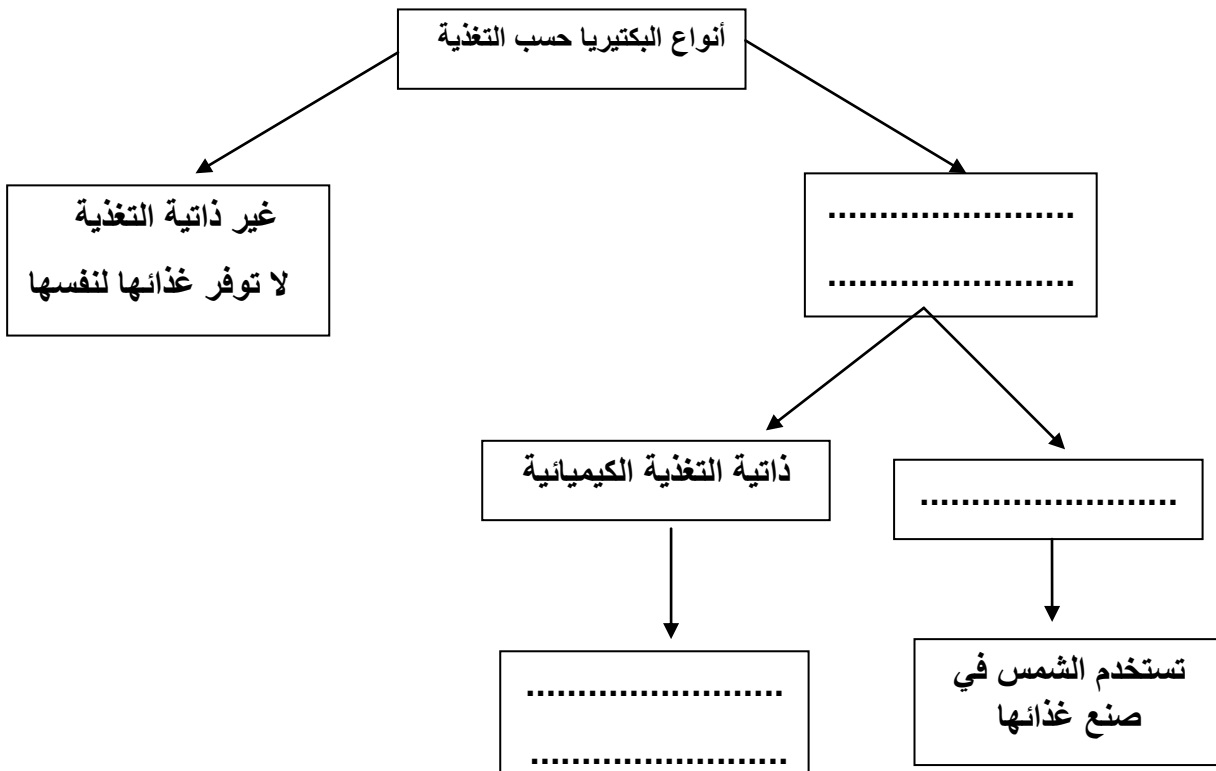 أنواع البكتيريا حسب التغذية
........................
........................
غير ذاتية التغذية
لا توفر غذائها لنفسها
ذاتية التغذية الكيميائية
.........................
تستخدم الشمس في
صنع غذائها
.........................
.........................